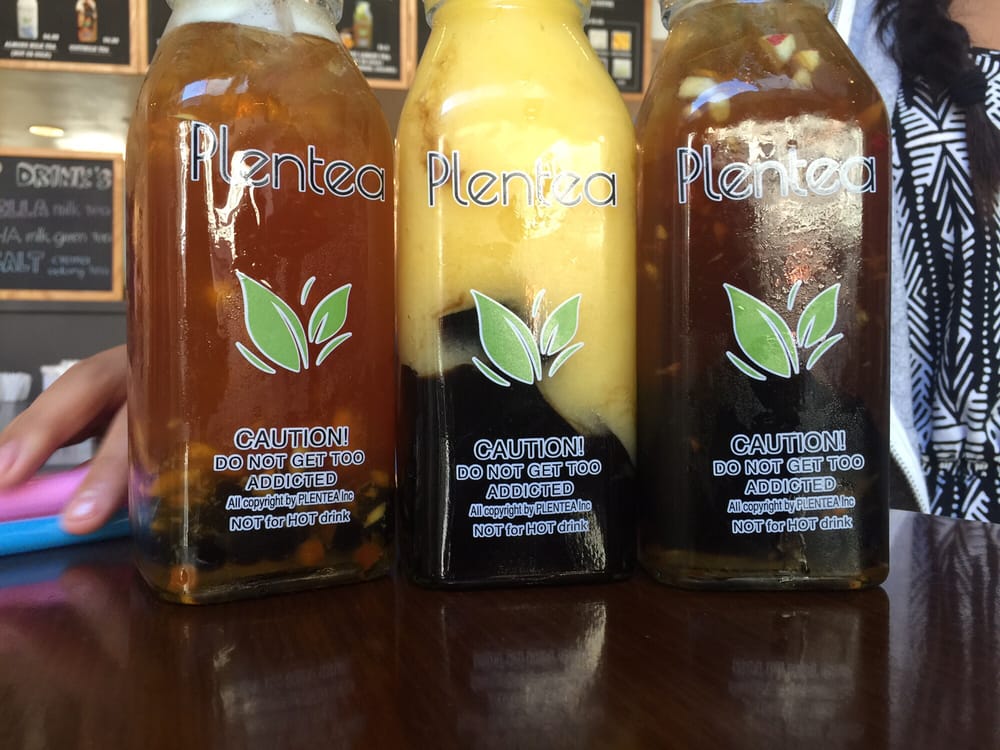 DRINK'S
milk tea
milk green tea
Plentea
CAUTION!
DO NOT GET TOO
ADDICTED
All copyright by PLENTEA Inc
NOT for HOT drink
Plentea
CAUTION!
DO NOT GET TOO
ADDICTED
All copyright by PLENTEA Inc
NOT for HOT drink
Plentea
CAUTION!
DO NOT GET TOO
ADDICTED
All copyright by PLENTEA Inc
NOT for HOT drink